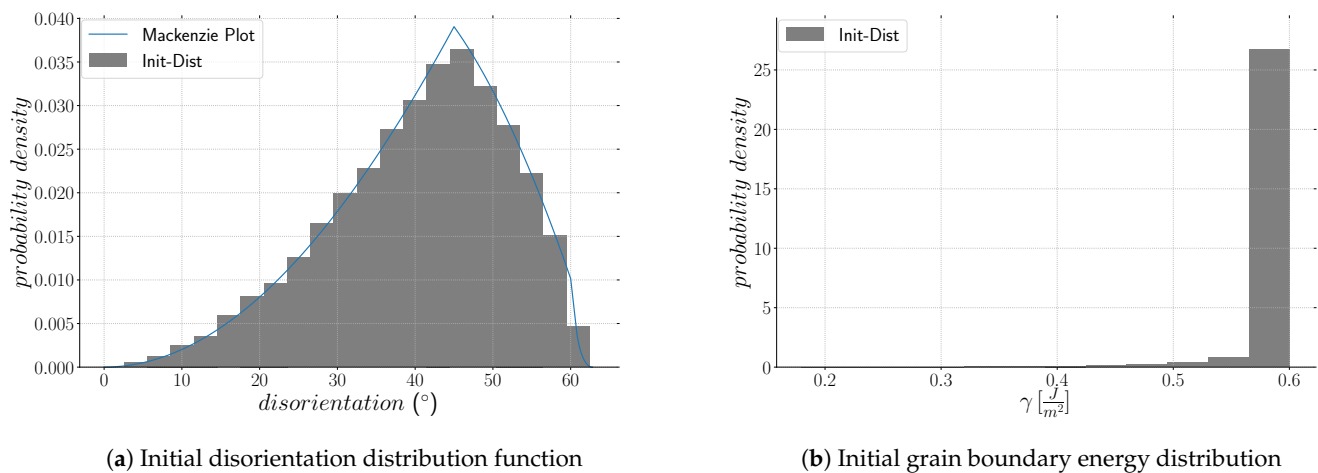 0.040
0.035
0.030
0.025
0.020
0.015
0.010
0.005
0.000
probability density
Mackenzie Plot
Init-Dist
0 10 20 30 40 50 60
disorientation (°)
25
20
15
10
5
0
probability density
Init-Dist
0.2 0.3 0.4 0.5 0.6
γ [J/m²]
(a) Initial disorientation distribution function
(b) Initial grain boundary energy distribution